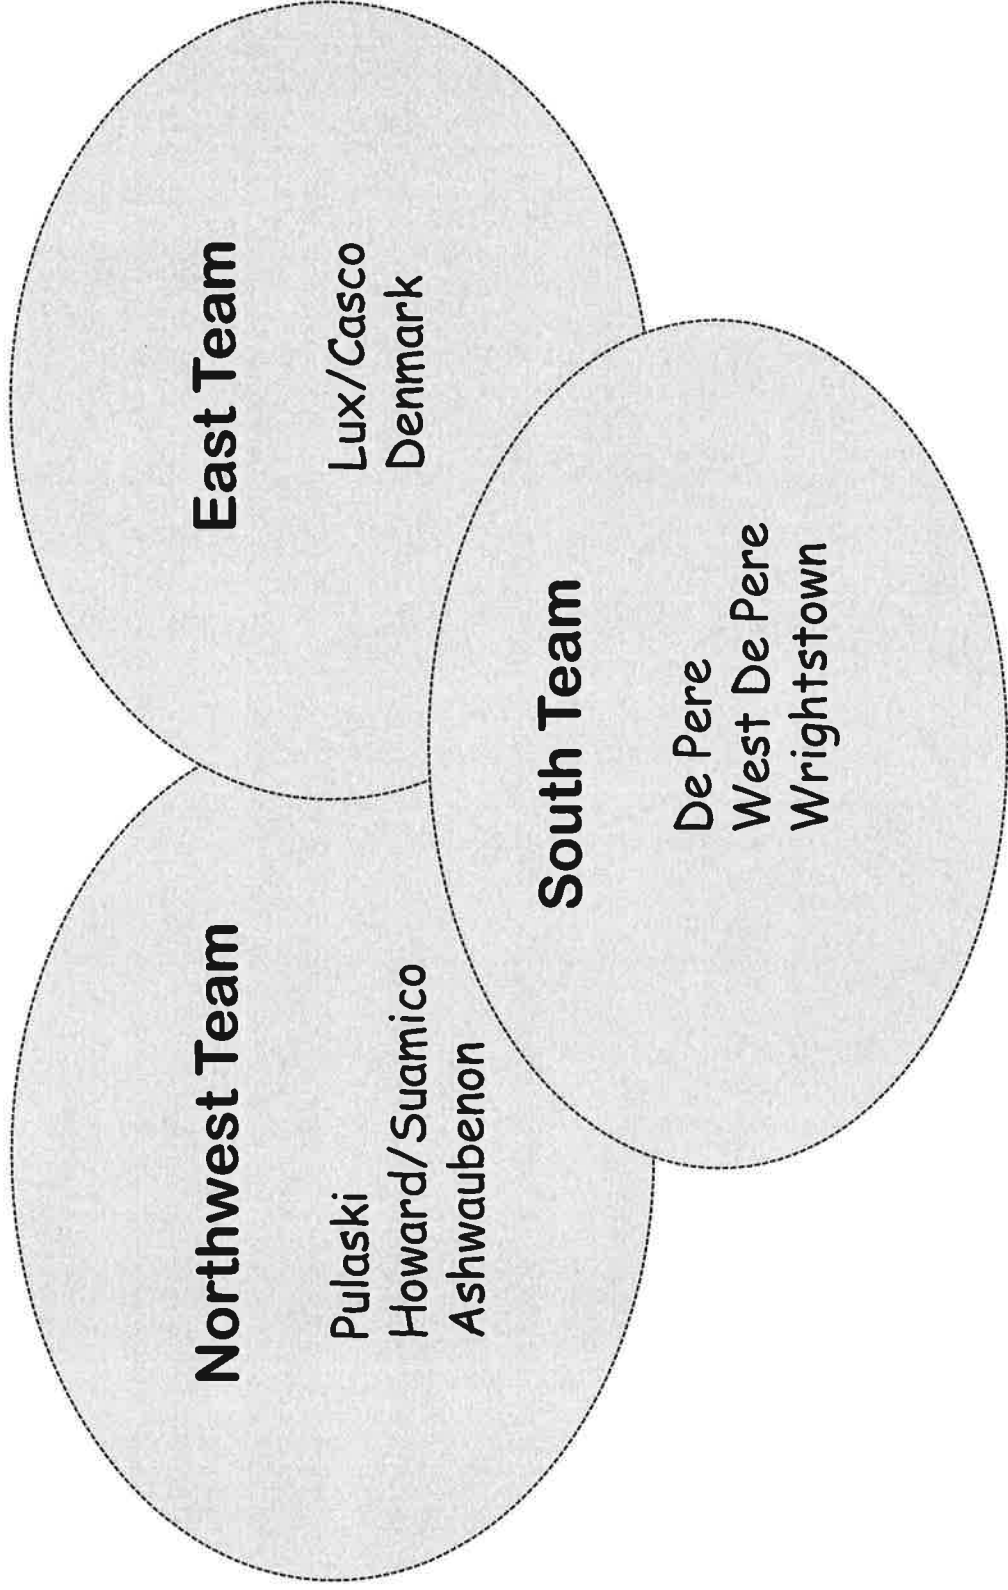 Northwest Team
Pulaski
Howard/Suamico
Ashwaubenon
East Team
Lux/Casco
Denmark
South Team
De Pere
West De Pere
Wrightstown